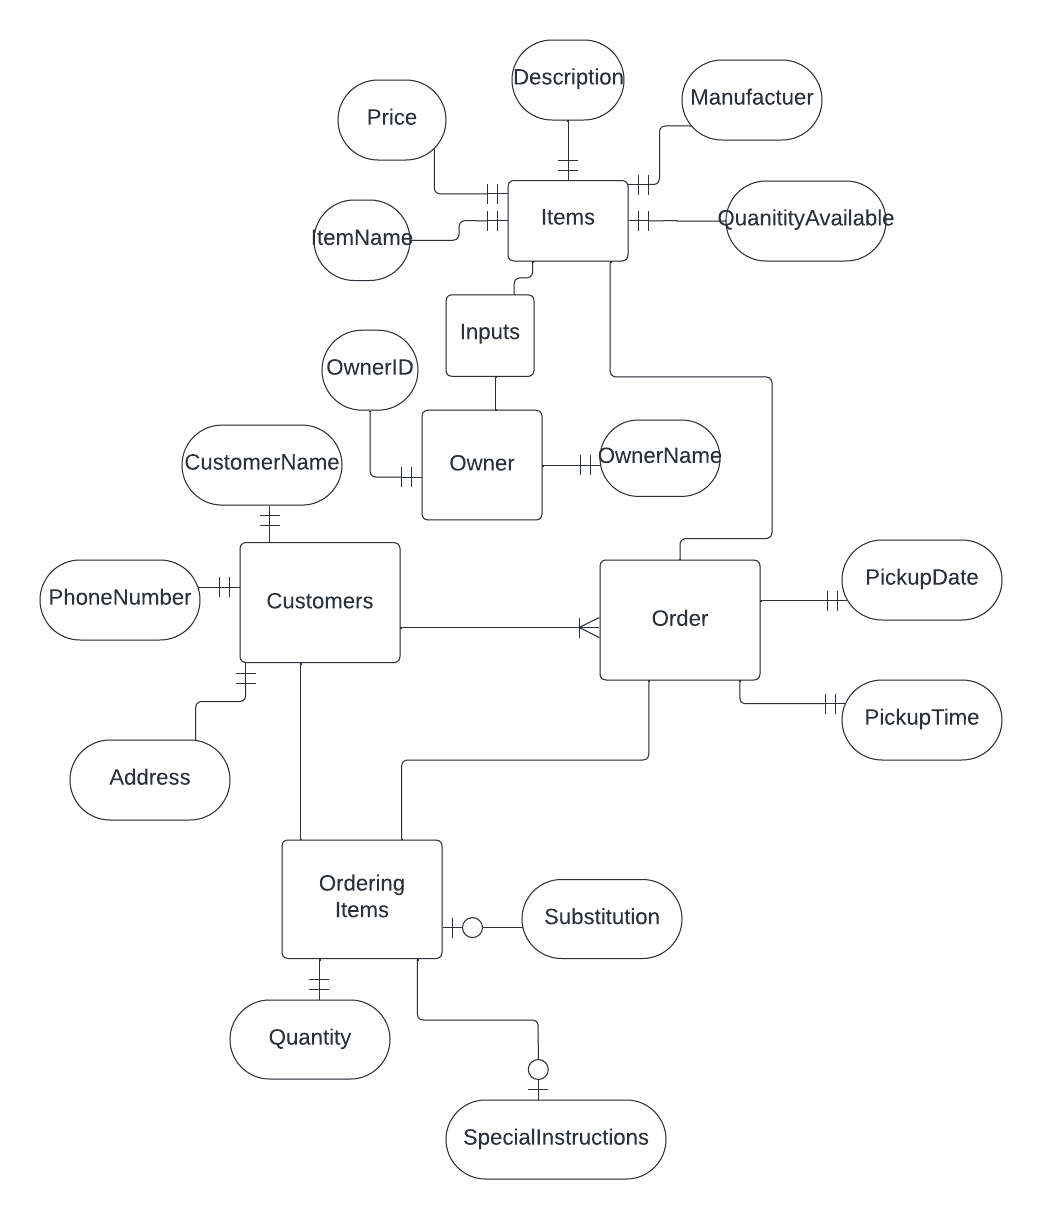 Description
Manufactuer
Price
Items
QuanitityAvailable
ItemName
Inputs
OwnerID
CustomerName
Owner
OwnerName
PhoneNumber
Customers
Order
PickupDate
PickupTime
Address
Ordering
Items
Substitution
Quantity
SpecialInstructions